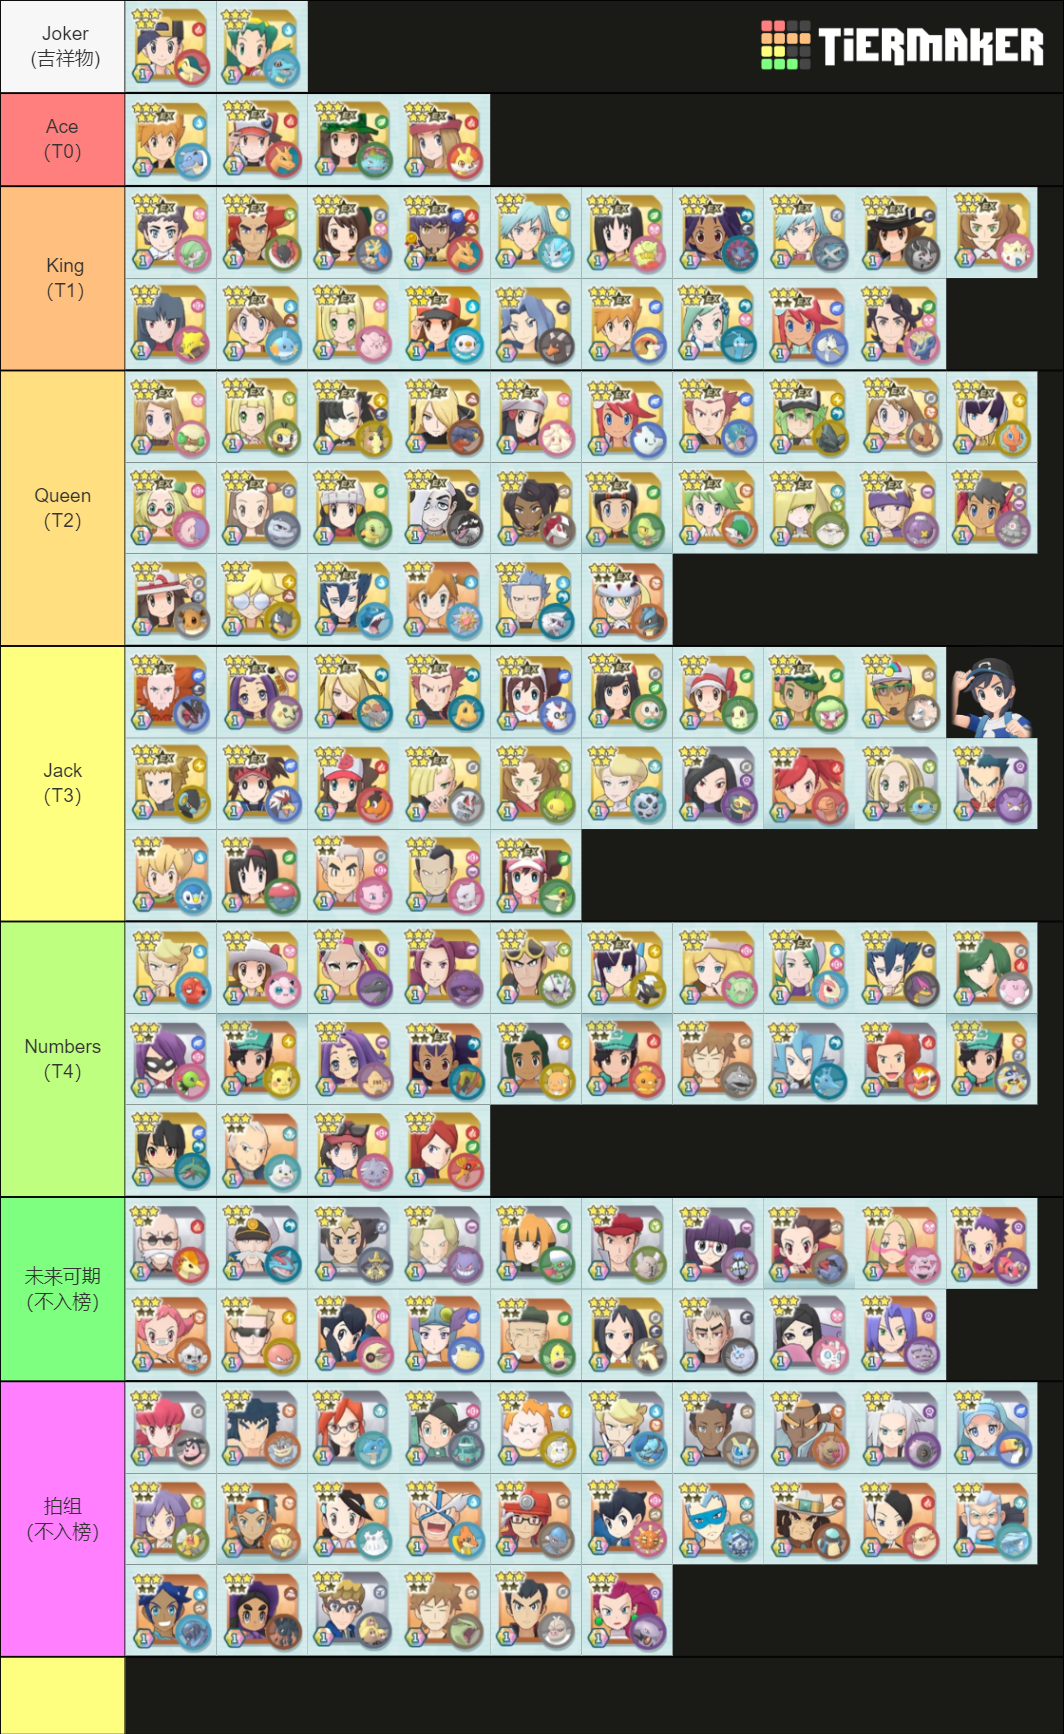 Joker
(吉祥物)
TiERMAKER
Ace
(T0)
King
(T1)
Queen
(T2)
Jack
(T3)
Numbers
(T4)
未来可期
(不入榜)
拍组
(不入榜)